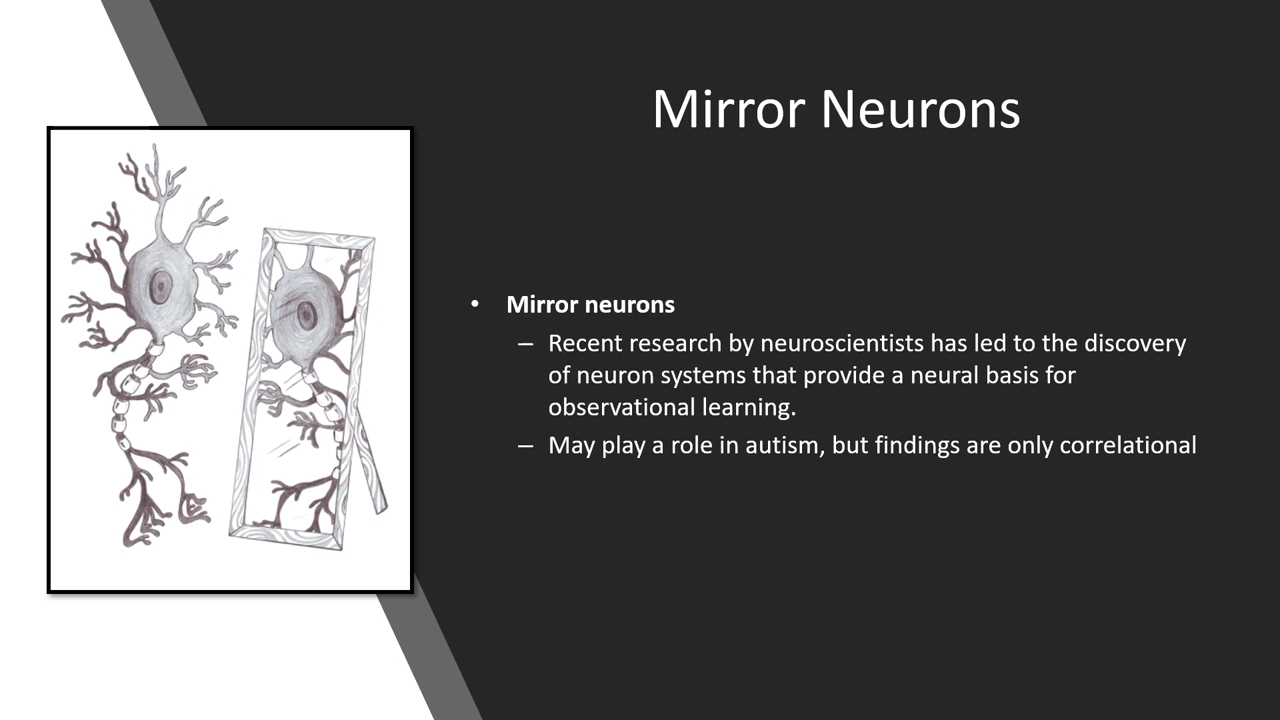 Mirror Neurons
• Mirror neurons
– Recent research by neuroscientists has led to the discovery
of neuron systems that provide a neural basis for
observational learning.
– May play a role in autism, but findings are only correlational